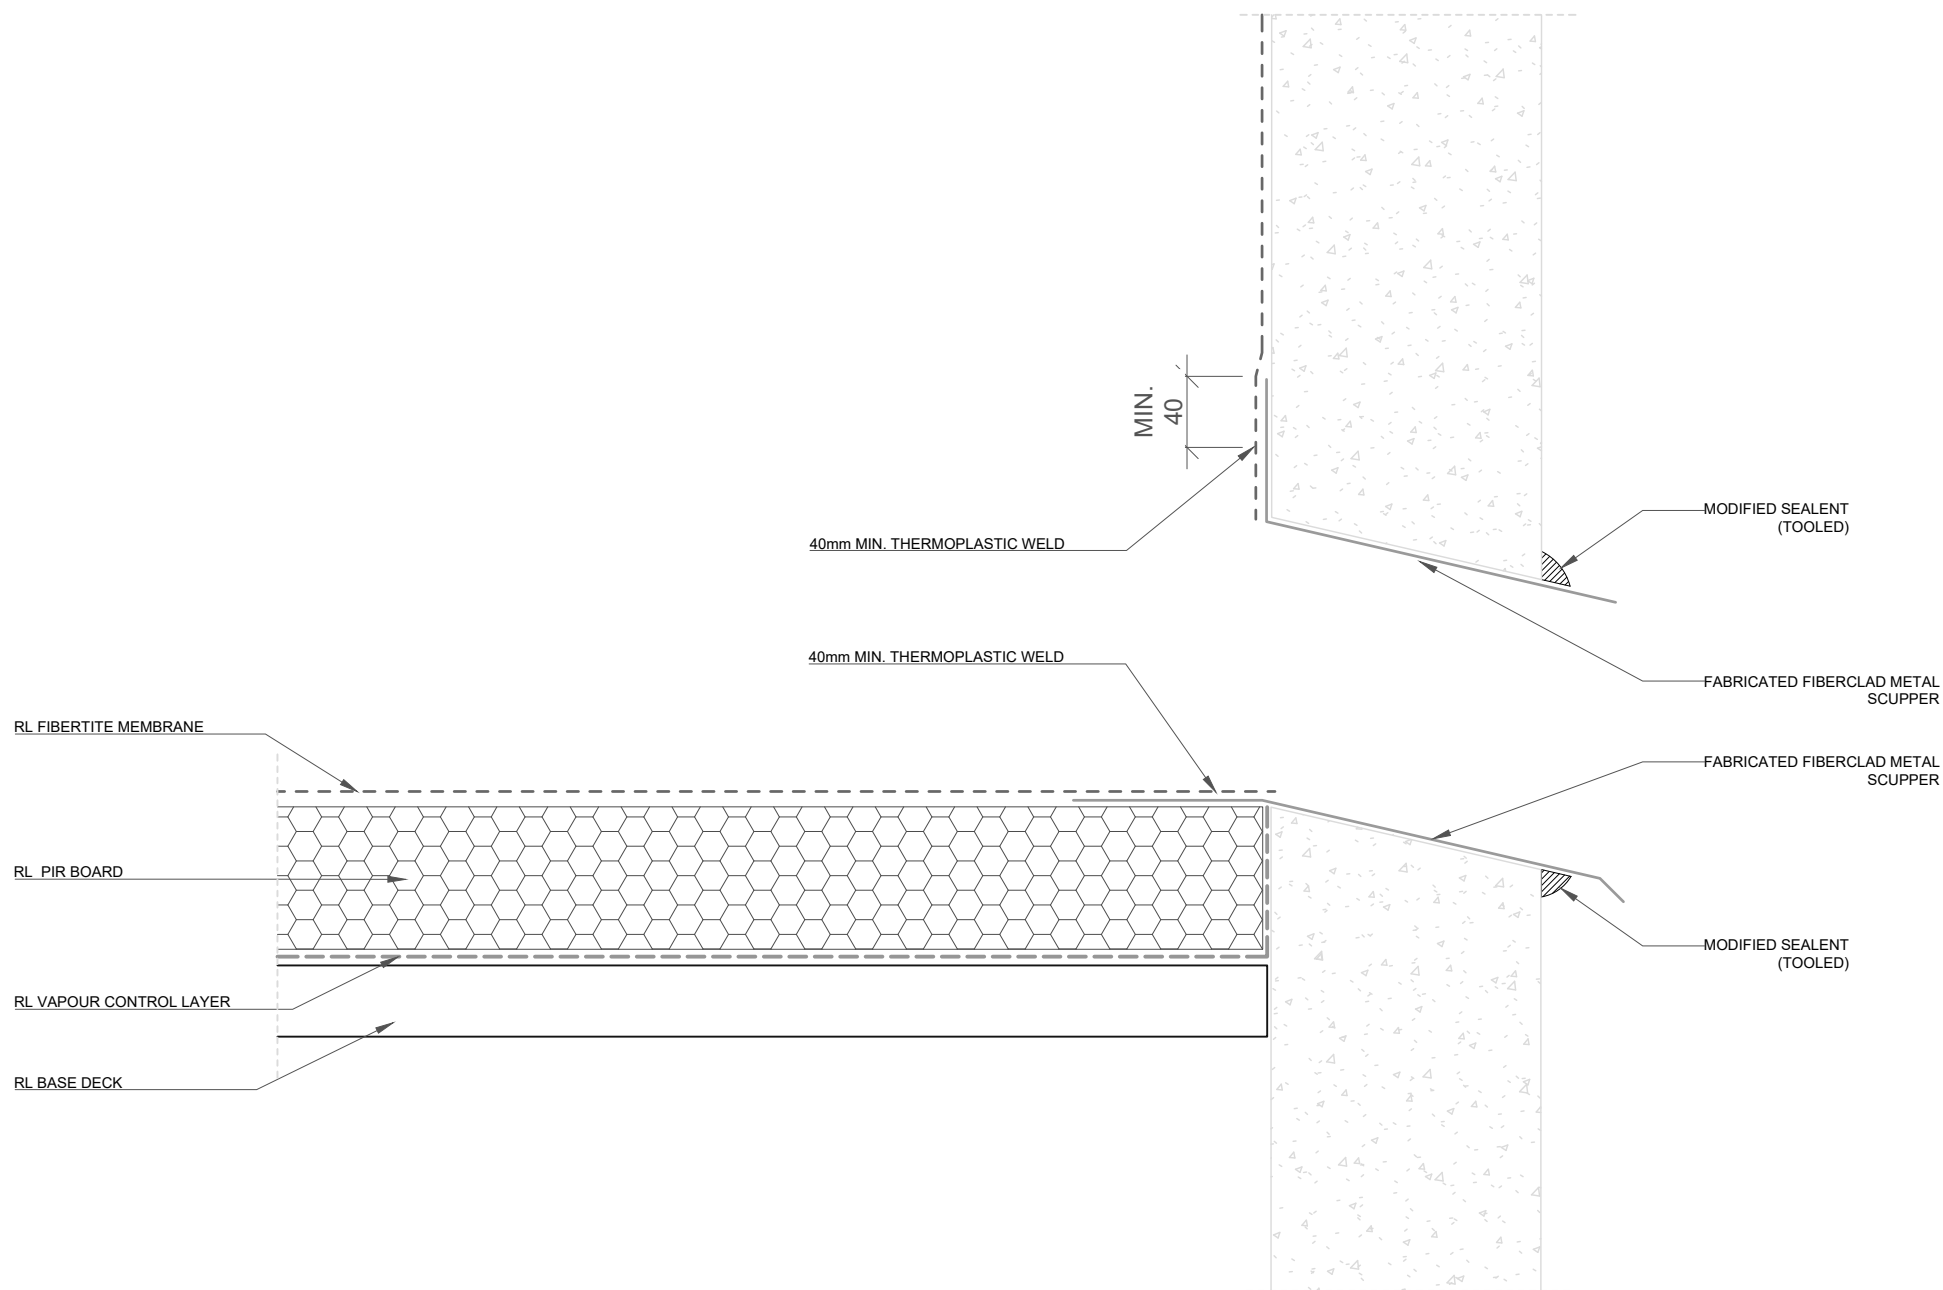 MIN.
40
MODIFIED SEALENT
(TOOLED)
40mm MIN. THERMOPLASTIC WELD
40mm MIN. THERMOPLASTIC WELD
FABRICATED FIBERCLAD METAL
SCUPPER
RL FIBERTITE MEMBRANE
FABRICATED FIBERCLAD METAL
SCUPPER
RL  PIR BOARD
MODIFIED SEALENT
(TOOLED)
RL VAPOUR CONTROL LAYER
RL BASE DECK